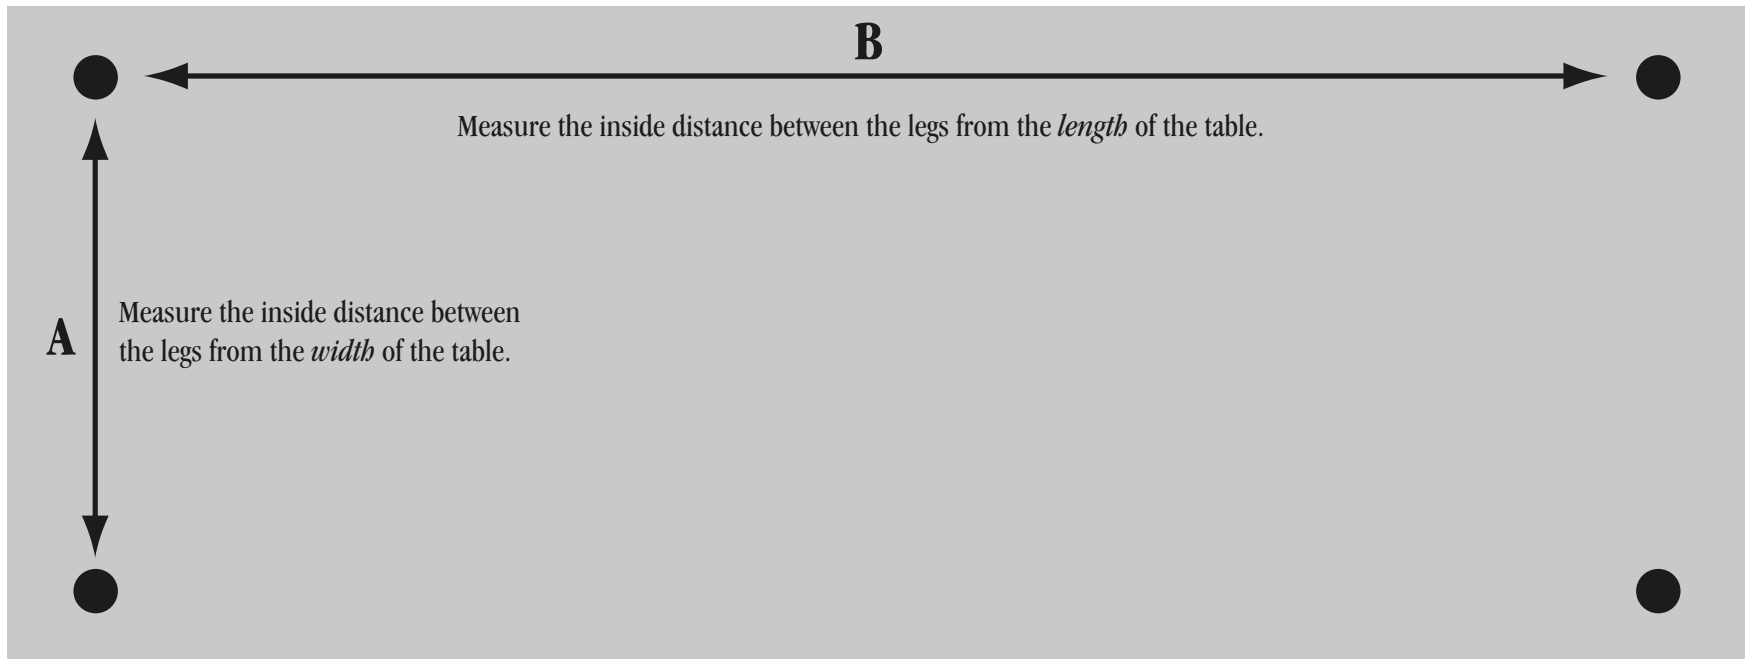 B
Measure the inside distance between the legs from the length of the table.
A
Measure the inside distance between
the legs from the width of the table.